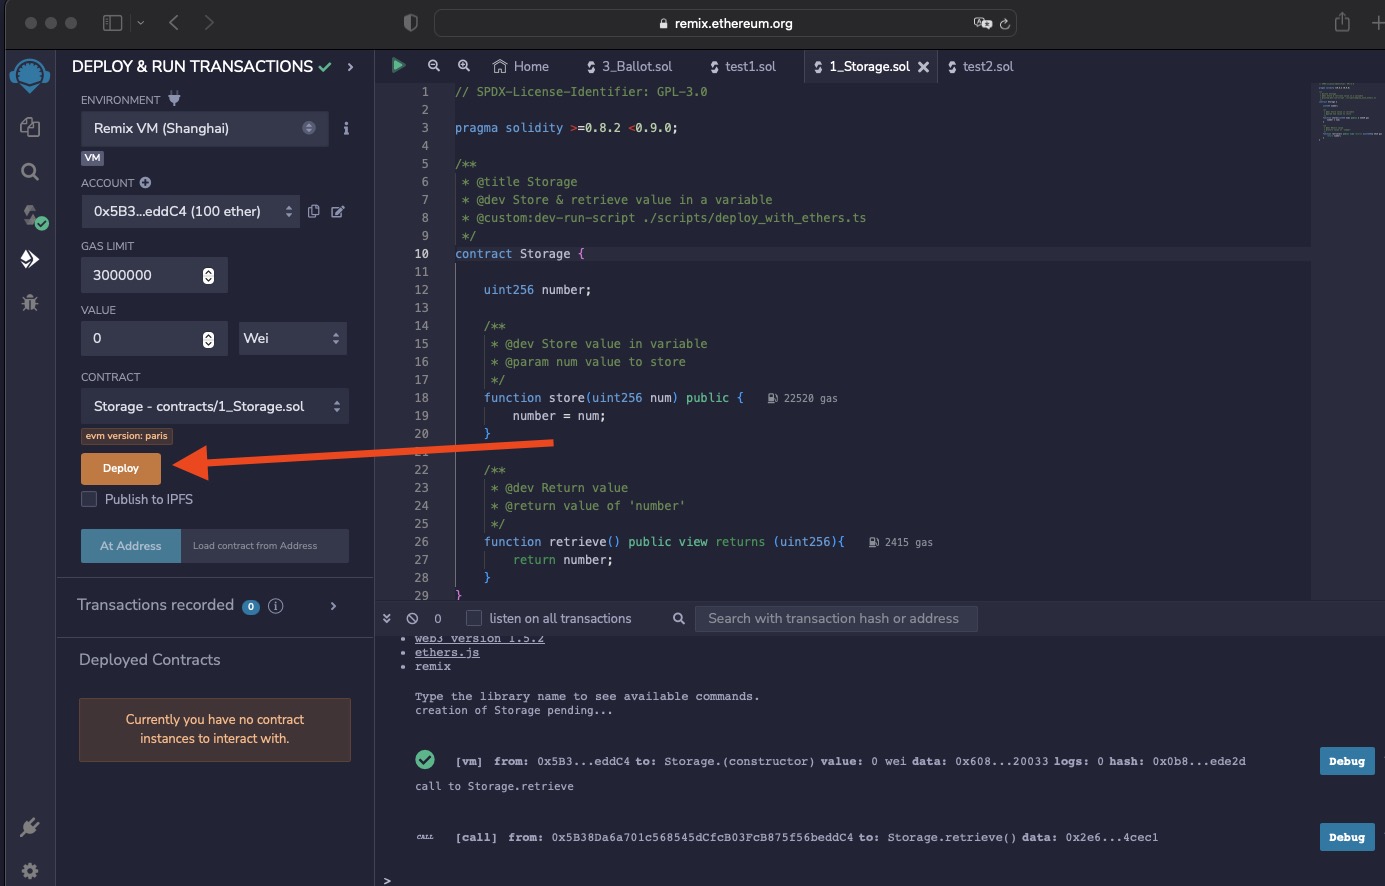 remix.ethereum.org
DEPLOY & RUN TRANSACTIONS
ENVIRONMENT
Remix VM (Shanghai)
VM
ACCOUNT
0x5B3...eddC4 (100 ether)
GAS LIMIT
3000000
VALUE
0 Wei
CONTRACT
Storage - contracts/1_Storage.sol
evm version: paris
Deploy
Publish to IPFS
At Address Load contract from Address
Transactions recorded 0 i
Deployed Contracts
Currently you have no contract
instances to interact with.
Home 3_Ballot.sol test1.sol 1_Storage.sol test2.sol
1 // SPDX-License-Identifier: GPL-3.0
2
3 pragma solidity >=0.8.2 <0.9.0;
4
5 /**
6 * @title Storage
7 * @dev Store & retrieve value in a variable
8 * @custom:dev-run-script ./scripts/deploy_with_ethers.ts
9 */
10 contract Storage {
11
12 uint256 number;
13
14 /**
15 * @dev Store value in variable
16 * @param num value to store
17 */
18 function store(uint256 num) public { 22520 gas
19 number = num;
20 }
21
22 /**
23 * @dev Return value
24 * @return value of 'number'
25 */
26 function retrieve() public view returns (uint256){ 2415 gas
27 return number;
28 }
29 }
0 listen on all transactions Search with transaction hash or address
• web3 version 1.5.2
• ethers.js
• remix
Type the library name to see available commands.
creation of Storage pending...
[vm] from: 0x5B3...eddC4 to: Storage.(constructor) value: 0 wei data: 0x608...20033 logs: 0 hash: 0x0b8...ede2d Debug
call to Storage.retrieve
CALL [call] from: 0x5B38Da6a701c568545dCfcB03FcB875f56beddC4 to: Storage.retrieve() data: 0x2e6...4cec1 Debug
>